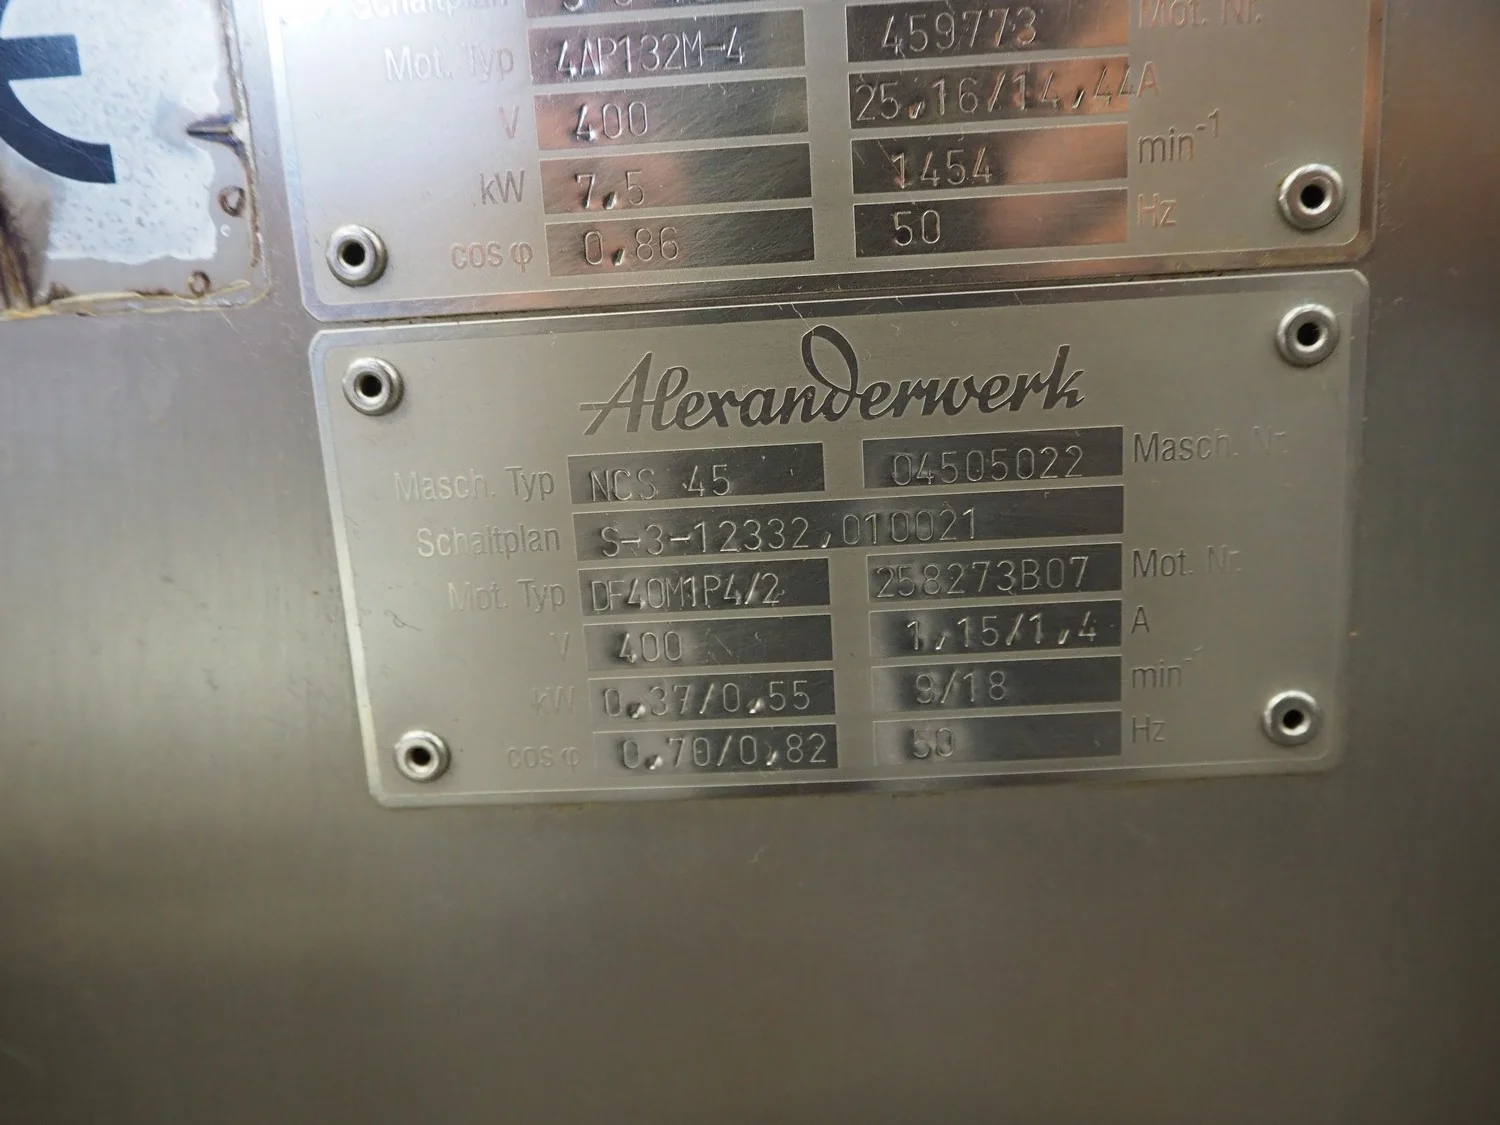 Schaltplan
Mot. Nr.
Mot. Typ 4AP132M-4 459773
V 400 25,16/14,44 A
kW 7,5 1454 min-1
cos φ 0,86 50 Hz
Alexanderwerk
Masch. Typ NCS 45 04505022 Masch. Nr.
Schaltplan S-3-12332,010021
Mot. Typ DF40M1P4/2 258273B07 Mot. Nr.
V 400 1,15/1,4 A
kW 0,37/0,55 9/18 min-
cos φ 0,70/0,82 50 Hz